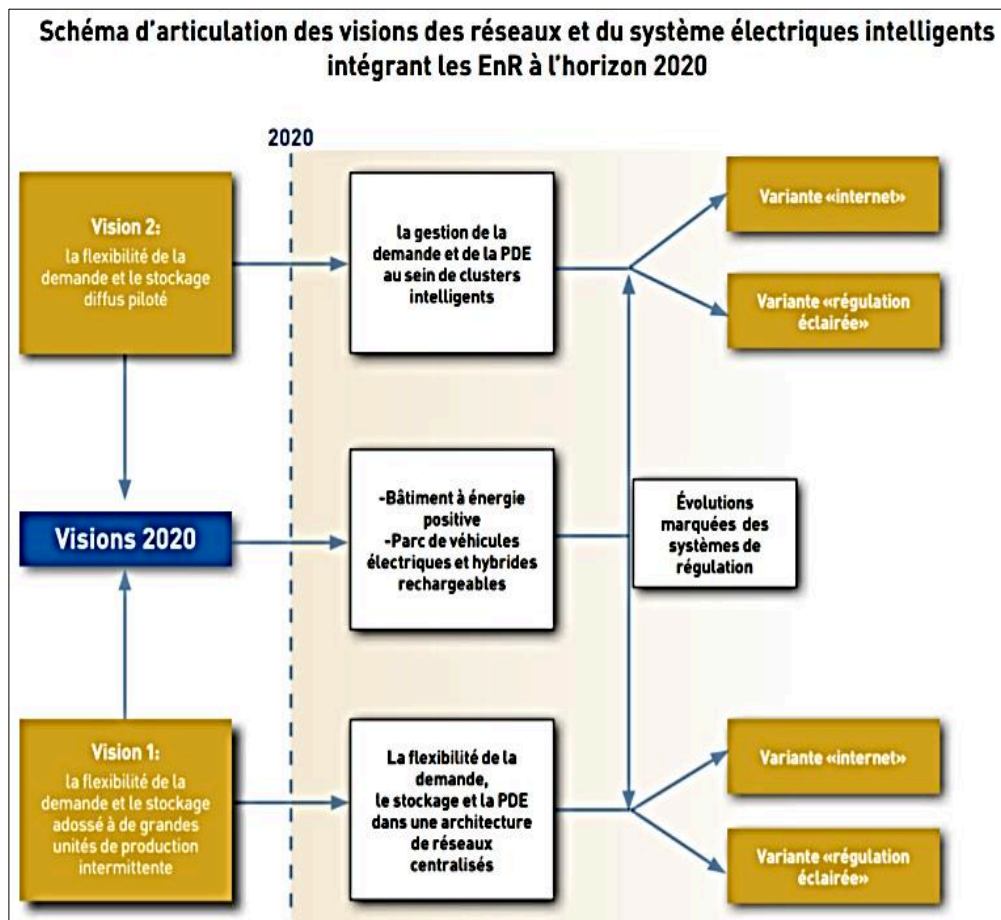 Schéma d’articulation des visions des réseaux et du système électriques intelligents
intégrant les EnR à l’horizon 2020
2020
Vision 2:
la flexibilité de la
demande et le stockage
diffus piloté
la gestion de la
demande et de la PDE
au sein de clusters
intelligents
Variante «internet»
Variante «régulation
éclairée»
Visions 2020
-Bâtiment à énergie
positive
-Parc de véhicules
électriques et hybrides
rechargeables
Évolutions
marquées des
systèmes de
régulation
Vision 1:
la flexibilité de la
demande et le stockage
adossé à de grandes
unités de production
intermittente
La flexibilité de la
demande,
le stockage et la PDE
dans une architecture
de réseaux
centralisés
Variante «internet»
Variante «régulation
éclairée»